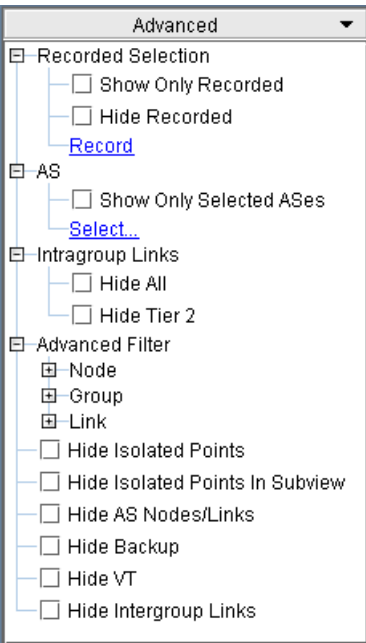 Advanced
Recorded Selection
Show Only Recorded
Hide Recorded
Record
AS
Show Only Selected ASes
Select...
Intragroup Links
Hide All
Hide Tier 2
Advanced Filter
Node
Group
Link
Hide Isolated Points
Hide Isolated Points In Subview
Hide AS Nodes/Links
Hide Backup
Hide VT
Hide Intergroup Links